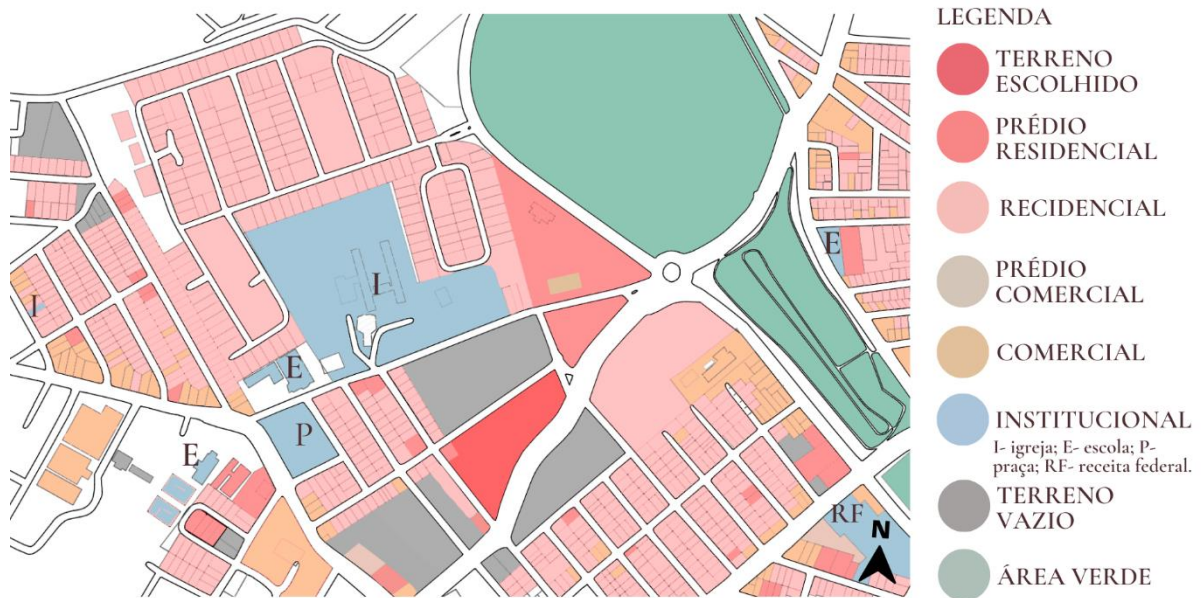 LEGENDA
TERRENO
ESCOLHIDO
PRÉDIO
RESIDENCIAL
RECIDENCIAL
PRÉDIO
COMERCIAL
COMERCIAL
INSTITUCIONAL
I- igreja; E- escola; P-
praça; RF- receita federal.
TERRENO
VAZIO
ÁREA VERDE
E
I
I
E
P
E
RF
N